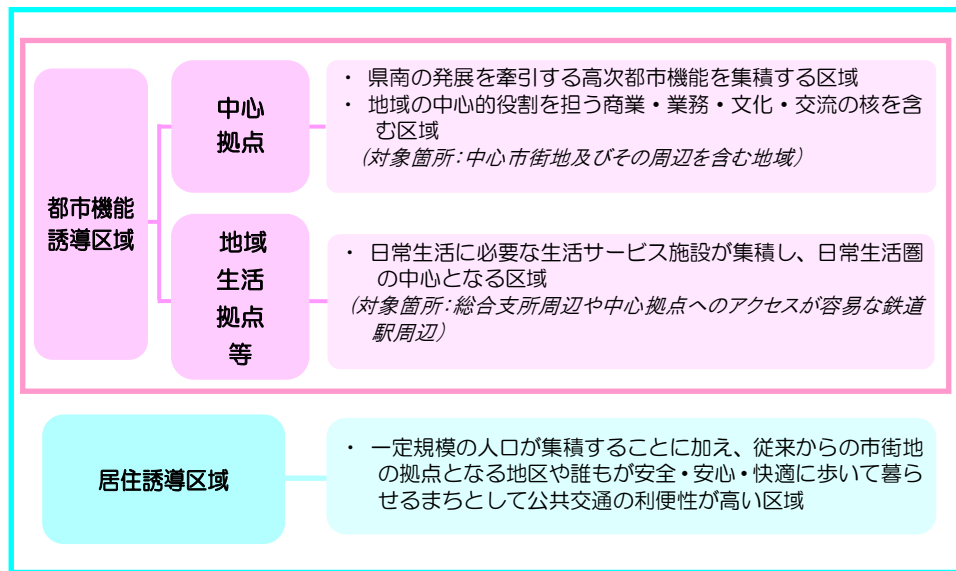 都市機能
誘導区域
中心
拠点
・ 県南の発展を牽引する高次都市機能を集積する区域
・ 地域の中心的役割を担う商業・業務・文化・交流の核を含
む区域
(対象箇所：中心市街地及びその周辺を含む地域)
地域
生活
拠点
等
・ 日常生活に必要な生活サービス施設が集積し、日常生活圏
の中心となる区域
(対象箇所：総合支所周辺や中心拠点へのアクセスが容易な鉄道
駅周辺)
居住誘導区域
・ 一定規模の人口が集積することに加え、従来からの市街地
の拠点となる地区や誰もが安全・安心・快適に歩いて暮ら
せるまちとして公共交通の利便性が高い区域